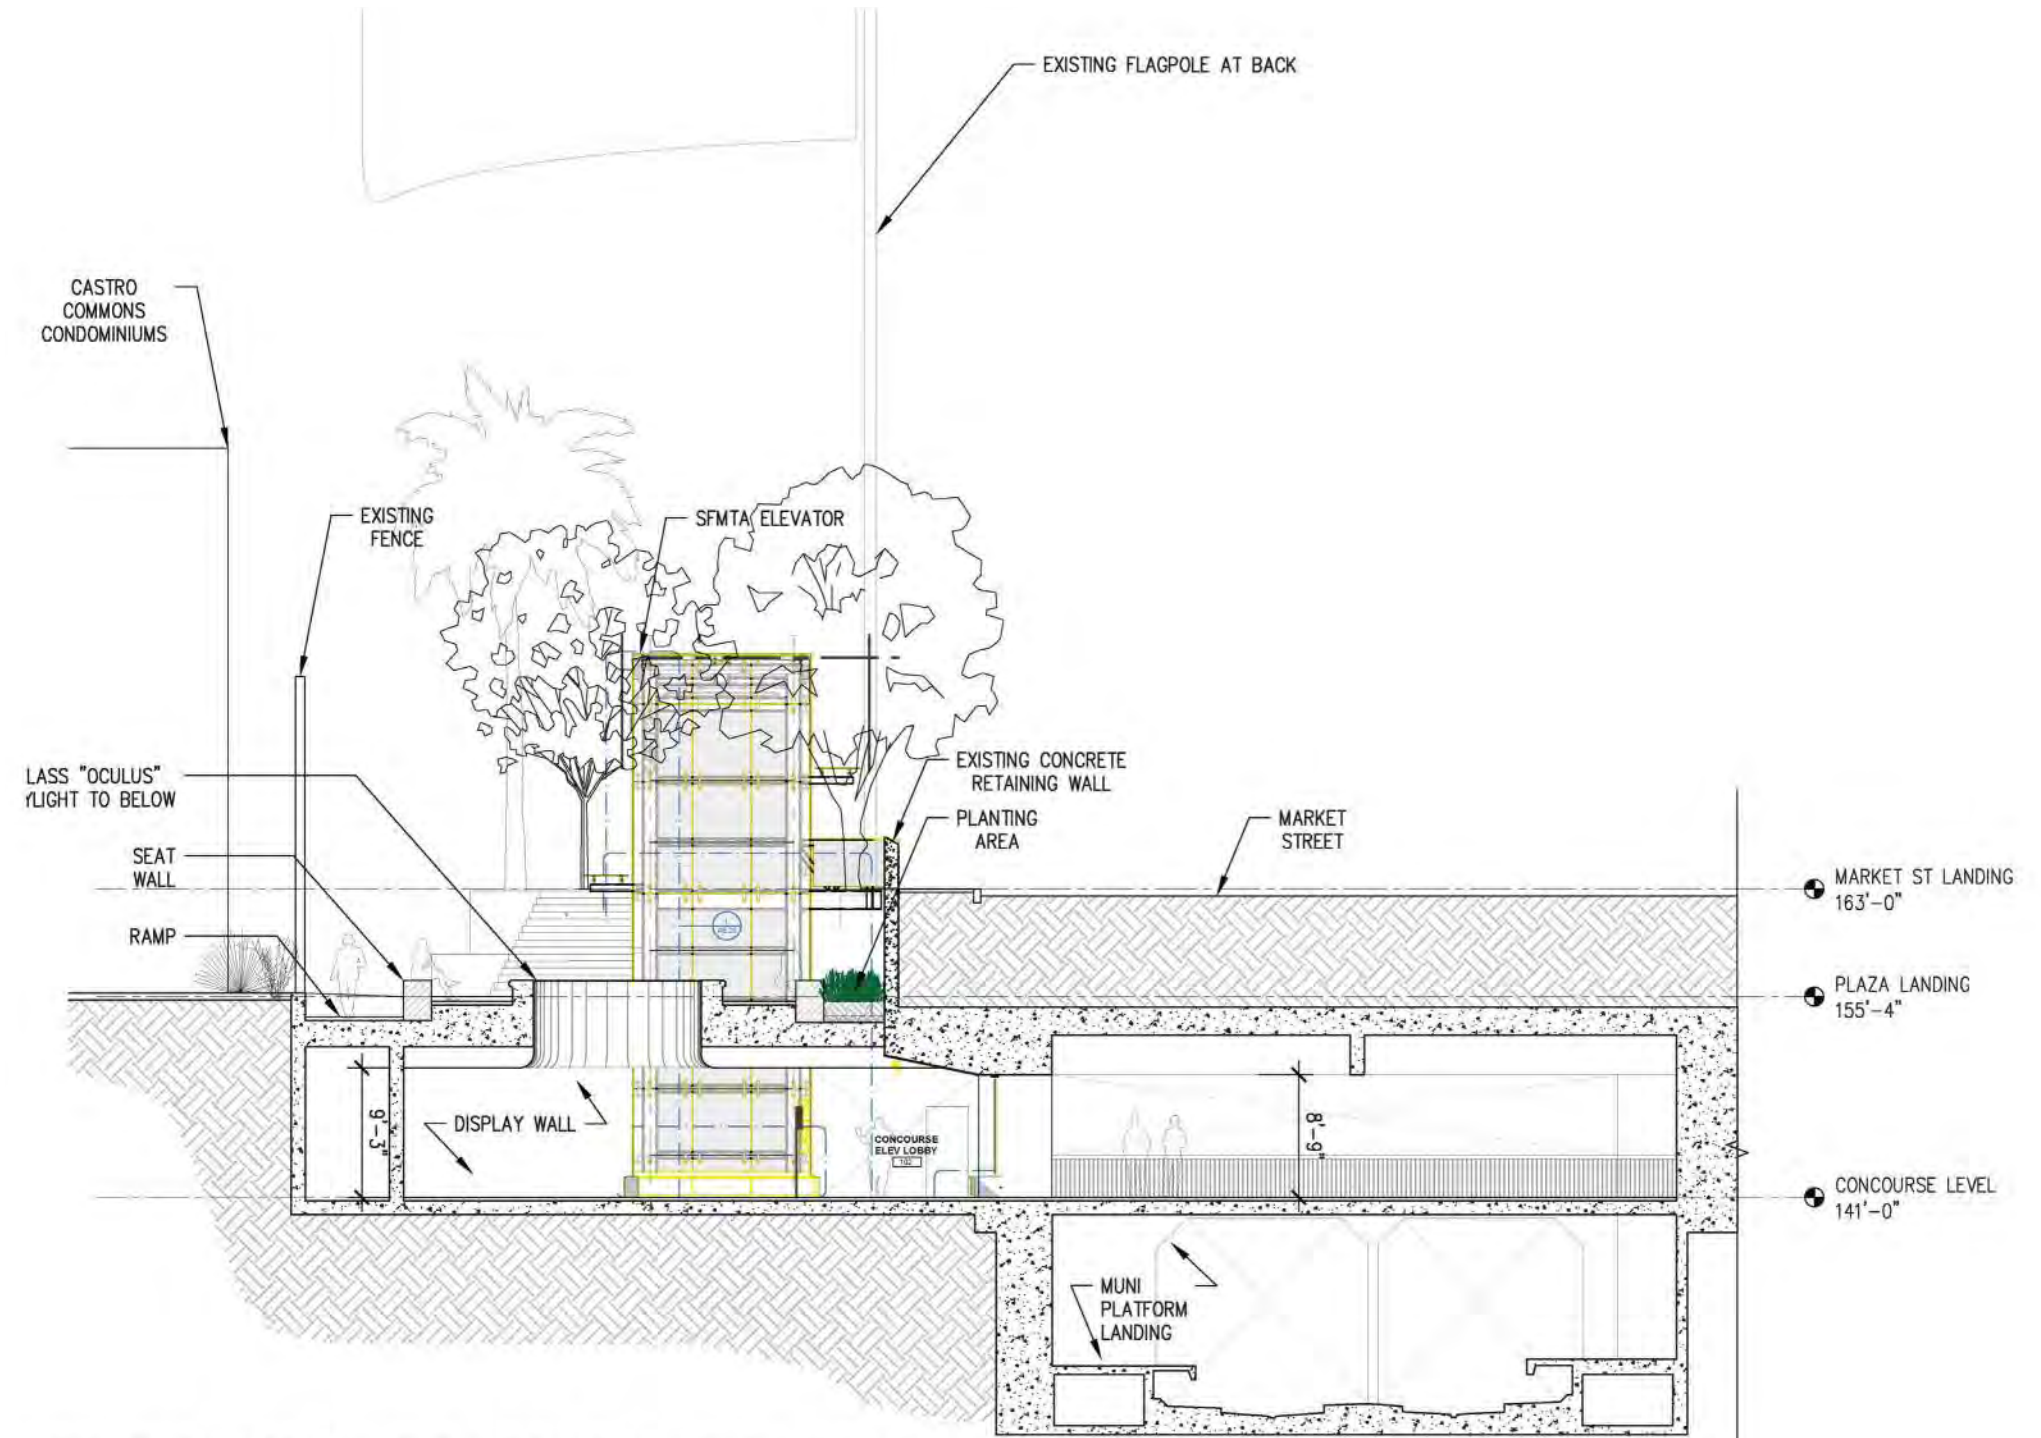 EXISTING FLAGPOLE AT BACK
CASTRO
COMMONS
CONDOMINIUMS
EXISTING
FENCE
SFMTA ELEVATOR
LASS "OCULUS"
YLIGHT TO BELOW
SEAT
WALL
RAMP
EXISTING CONCRETE
RETAINING WALL
PLANTING
AREA
MARKET
STREET
MARKET ST LANDING
163'-0"
PLAZA LANDING
155'-4"
9'-3"
DISPLAY WALL
CONCOURSE
ELEV LOBBY
102
8'-9"
CONCOURSE LEVEL
141'-0"
MUNI
PLATFORM
LANDING